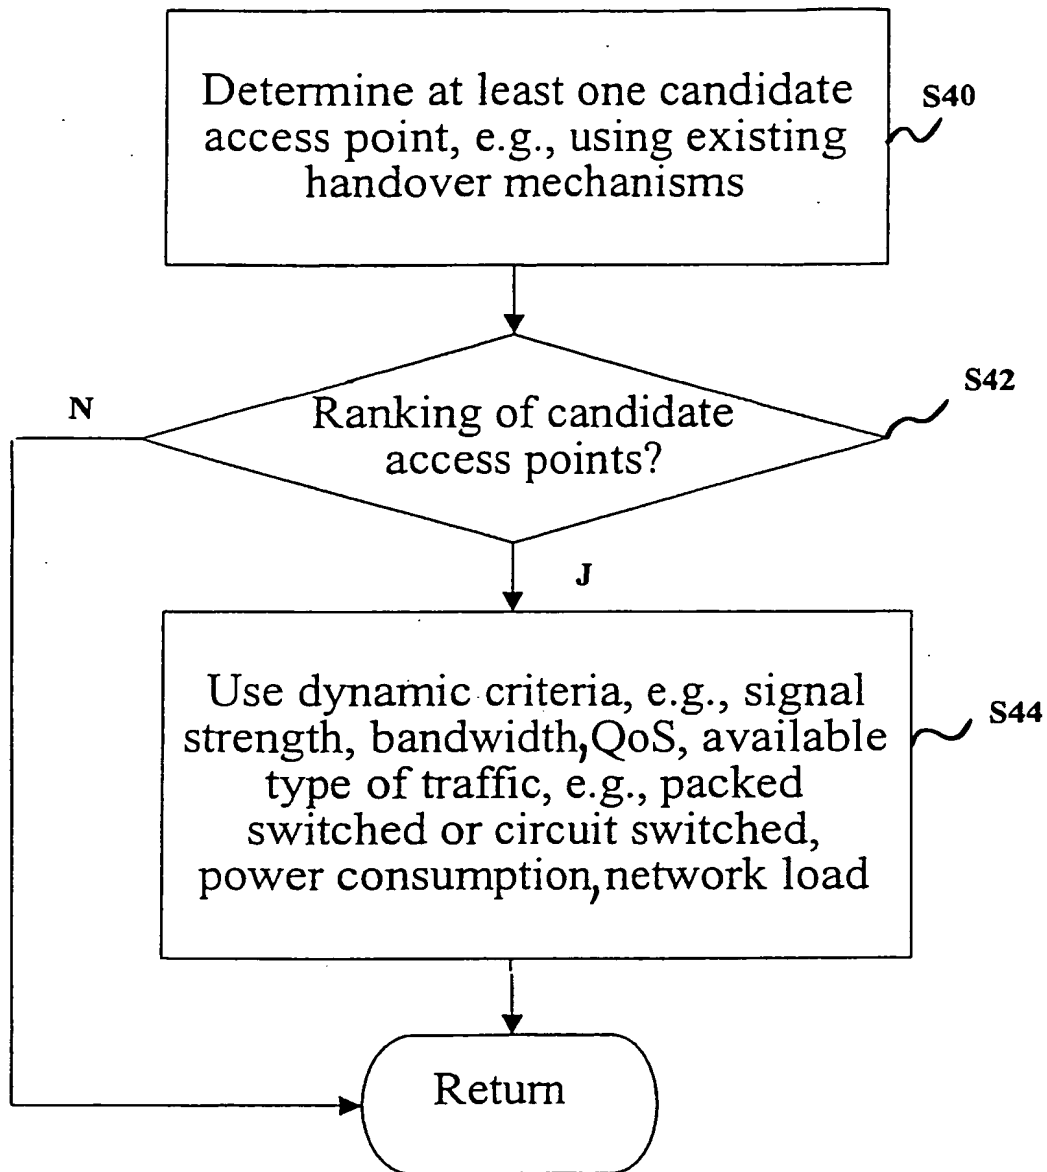 Determine at least one candidate
access point, e.g., using existing
handover mechanisms
S40
Ranking of candidate
access points?
S42
N
J
Use dynamic criteria, e.g., signal
strength, bandwidth,QoS, available
type of traffic, e.g., packed
switched or circuit switched,
power consumption,network load
S44
Return